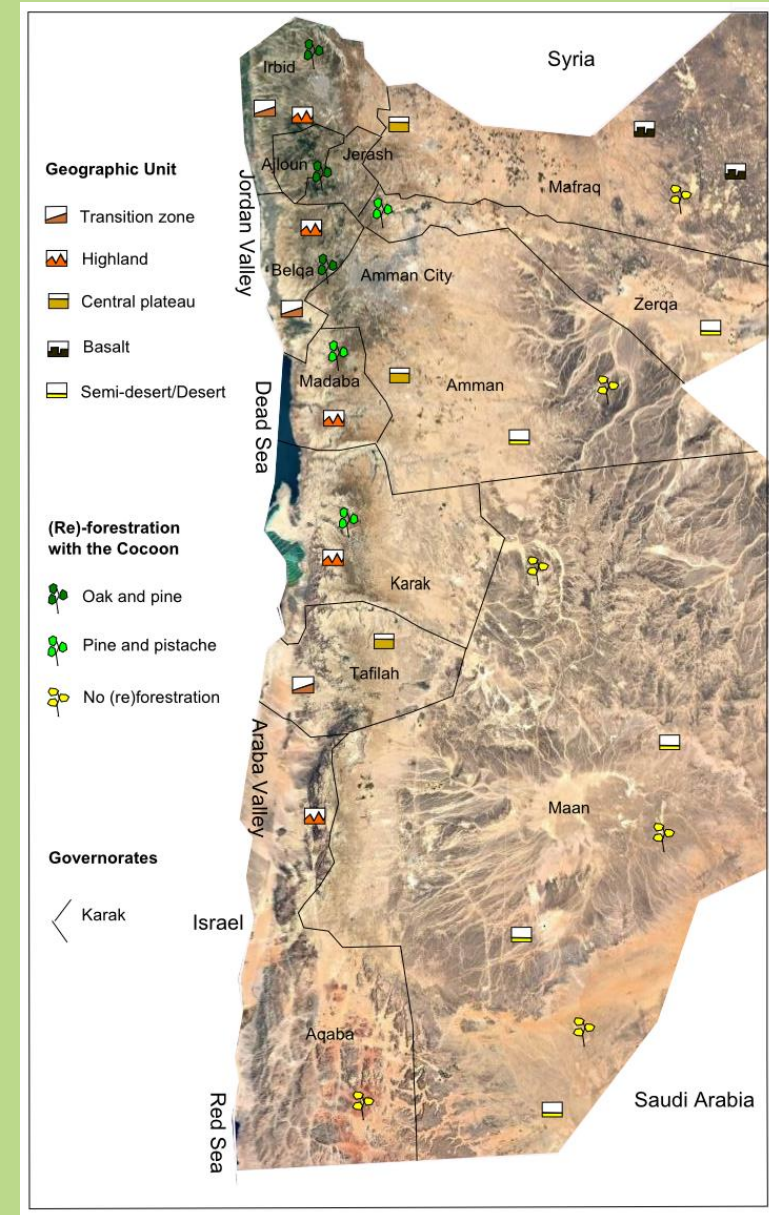 Syria
Irbid
Ajloun
Jerash
Mafraq
Geographic Unit
Transition zone
Highland
Central plateau
Basalt
Semi-desert/Desert
Jordan Valley
Belqa
Amman City
Zerqa
Madaba
Amman
Dead Sea
(Re)-forestration
with the Cocoon
Oak and pine
Pine and pistache
No (re)forestration
Karak
Tafilah
Araba Valley
Maan
Governorates
Karak
Israel
Aqaba
Red Sea
Saudi Arabia